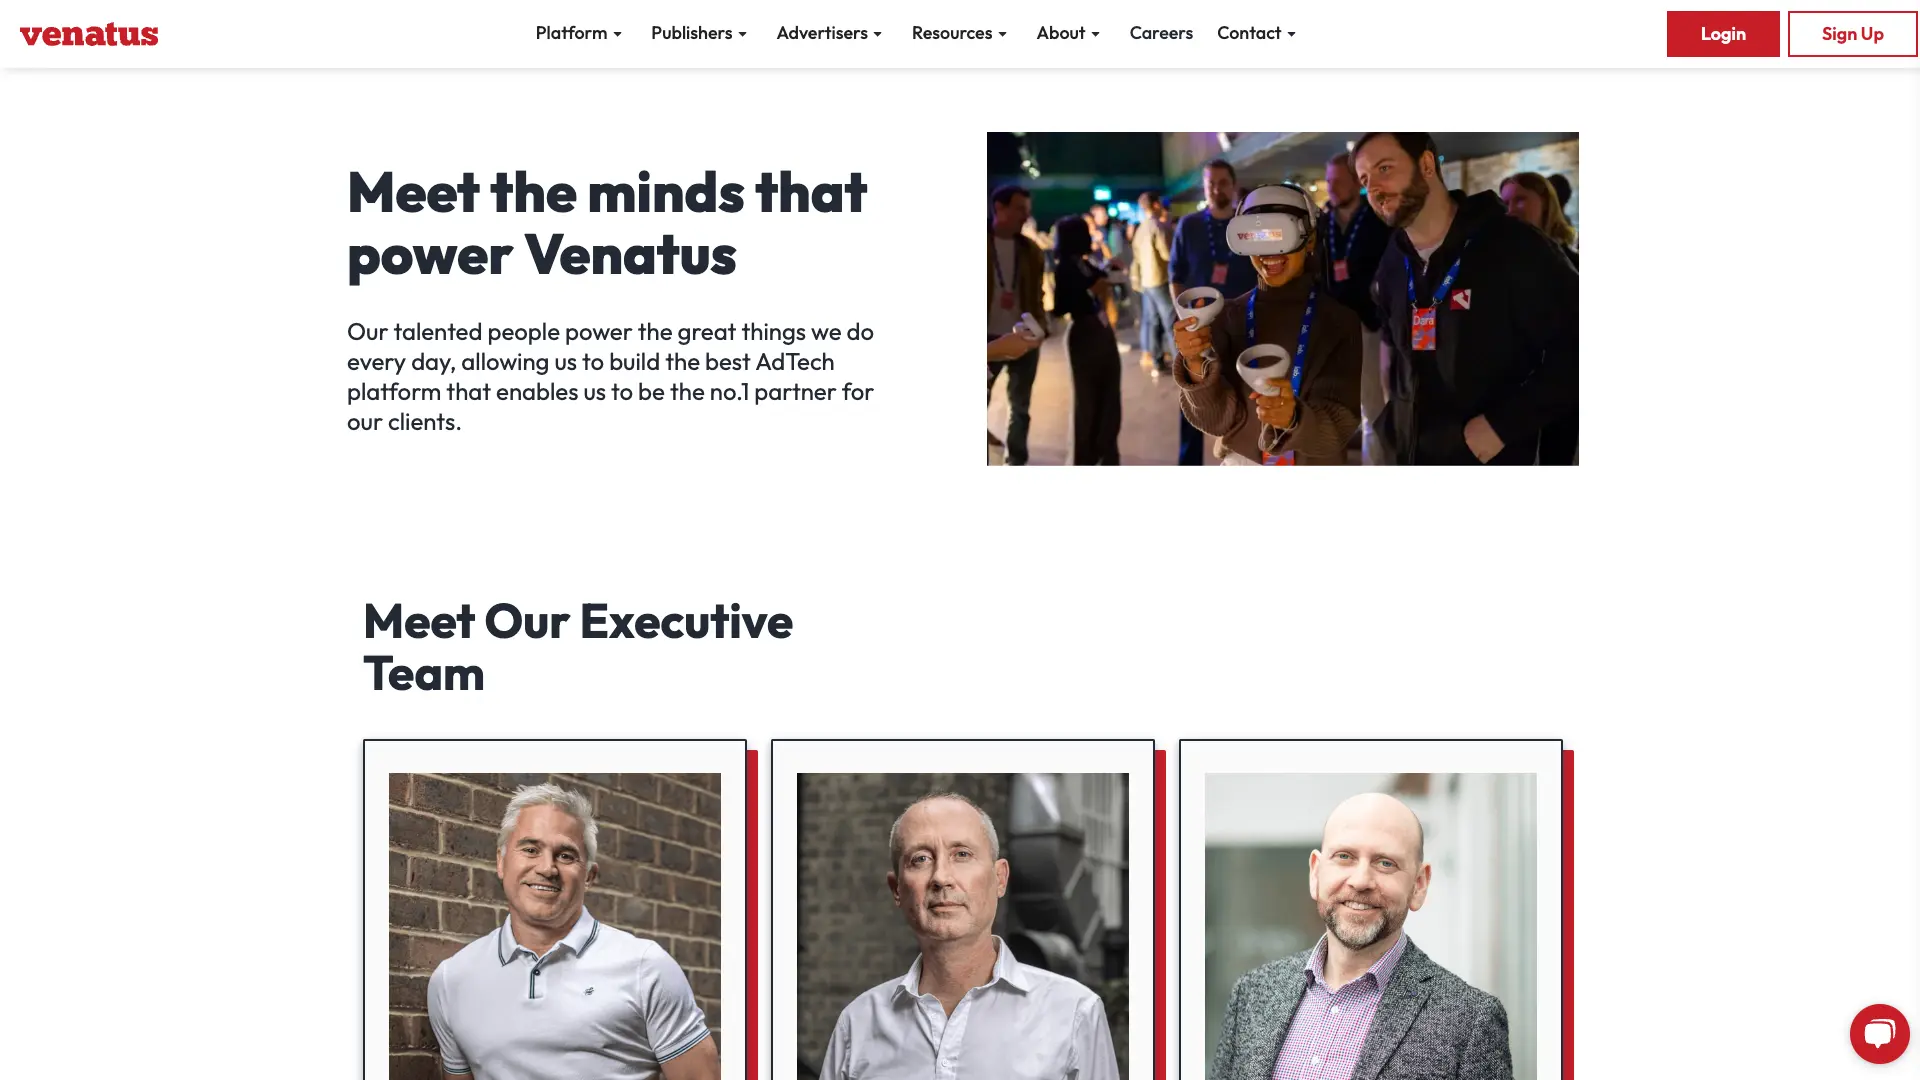 venatus
Platform
Publishers
Advertisers
Resources
About
Careers
Contact
Login
Sign Up
Meet the minds that
power Venatus
Our talented people power the great things we do
every day, allowing us to build the best AdTech
platform that enables us to be the no.1 partner for
our clients.
venatus
Dara
Meet Our Executive
Team